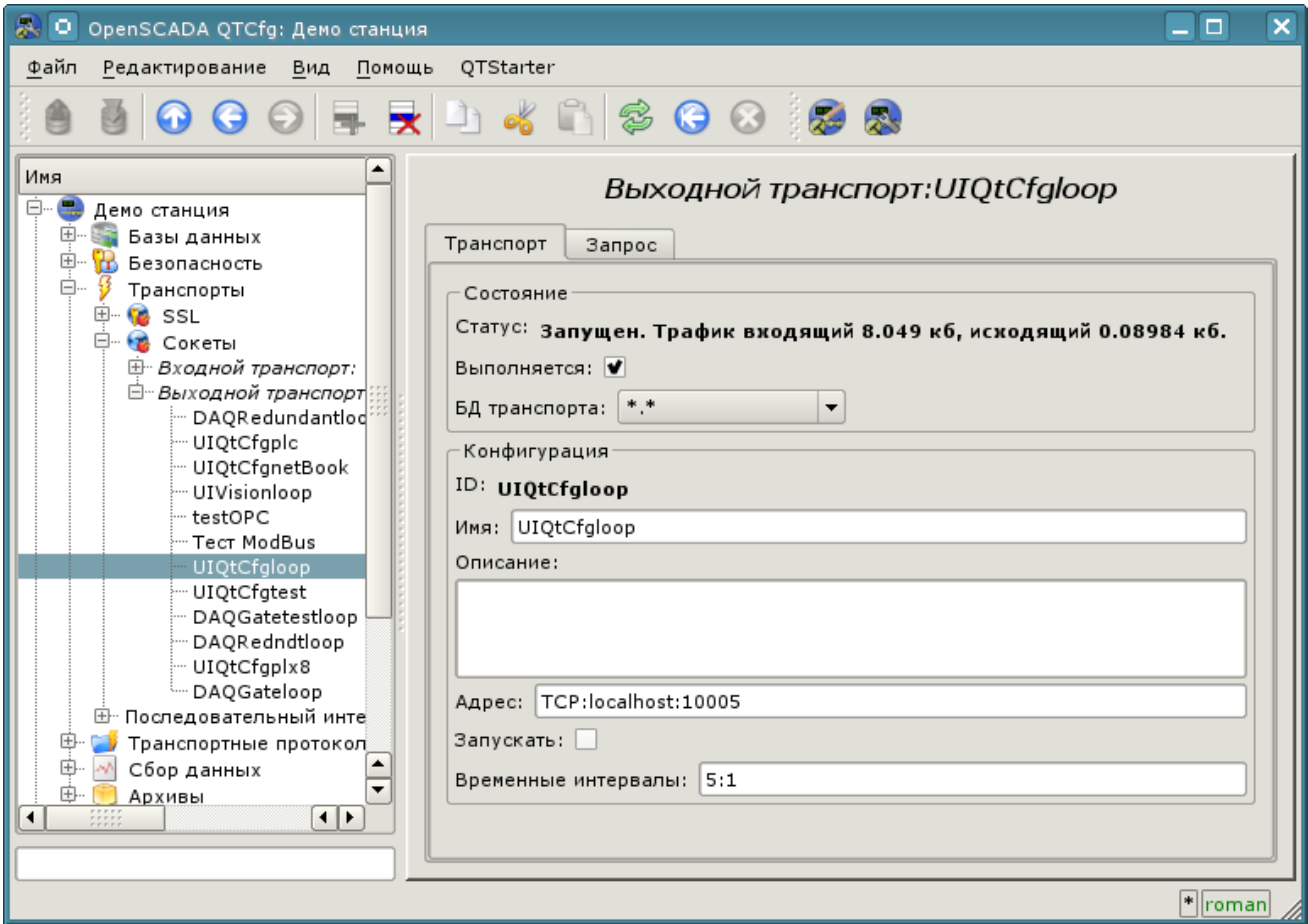 OpenSCADA QTCfg: Демо станция
Файл Редактирование Вид Помощь QTStarter
Имя
Демо станция
Базы данных
Безопасность
Транспорты
SSL
Сокеты
Входной транспорт:
Выходной транспорт
DAQRedundantloo
UIQtCfgplc
UIQtCfgnetBook
UIVisionloop
testOPC
Тест ModBus
UIQtCfgloop
UIQtCfgtest
DAQGatetestloop
DAQRedndtloop
UIQtCfgplx8
DAQGateloop
Последовательный инте
Транспортные протокол
Сбор данных
Архивы
Выходной транспорт:UIQtCfgloop
Транспорт Запрос
Состояние
Статус: Запущен. Трафик входящий 8.049 кб, исходящий 0.08984 кб.
Выполняется:
БД транспорта: *.*
Конфигурация
ID: UIQtCfgloop
Имя: UIQtCfgloop
Описание:
Адрес: TCP:localhost:10005
Запускать:
Временные интервалы: 5:1
* roman